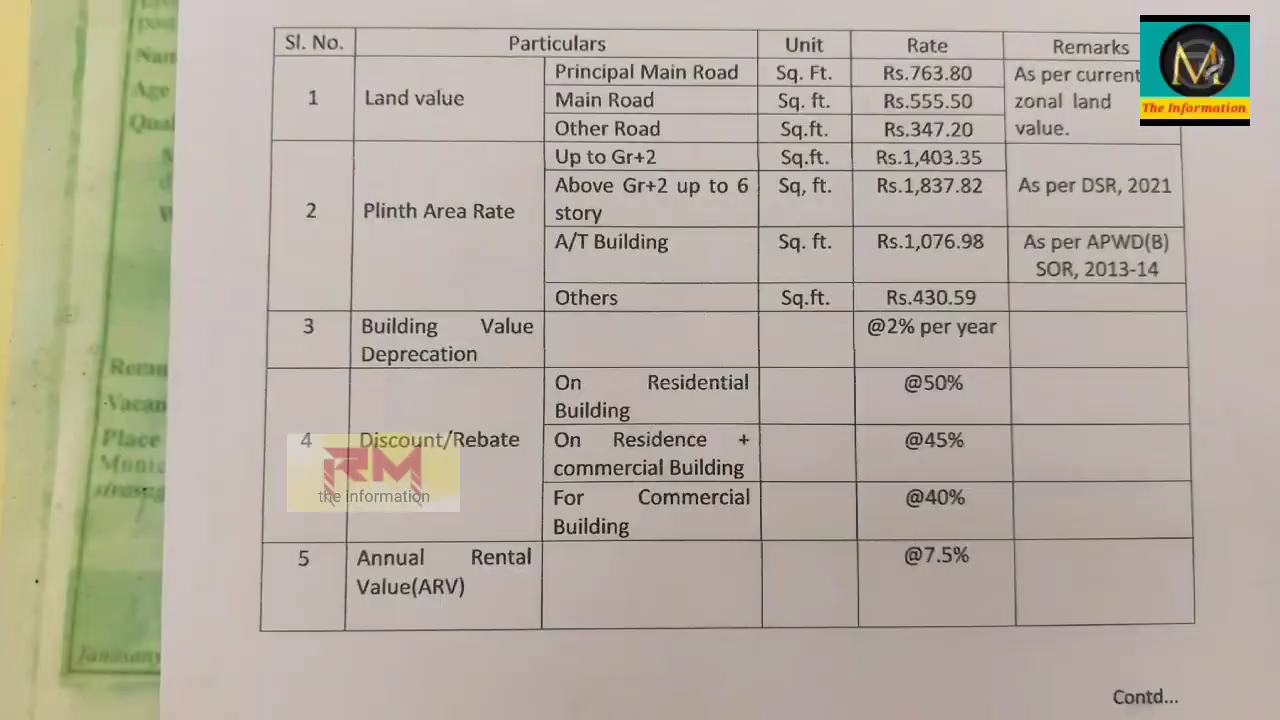 Sl. No. Particulars Unit Rate Remarks
1 Land value Principal Main Road Sq. Ft. Rs.763.80 As per current
Main Road Sq. ft. Rs.555.50 zonal land
Other Road Sq.ft. Rs.347.20 value.
2 Plinth Area Rate Up to Gr+2 Sq.ft. Rs.1,403.35
Above Gr+2 up to 6 Sq, ft. Rs.1,837.82 As per DSR, 2021
story
A/T Building Sq. ft. Rs.1,076.98 As per APWD(B)
SOR, 2013-14
Others Sq.ft. Rs.430.59
3 Building Value @2% per year
Deprecation
4 Discount/Rebate On Residential @50%
Building
On Residence + @45%
commercial Building
For Commercial @40%
Building
5 Annual Rental @7.5%
Value(ARV)
Contd...
M
The Information
RM
the information
Age
Place